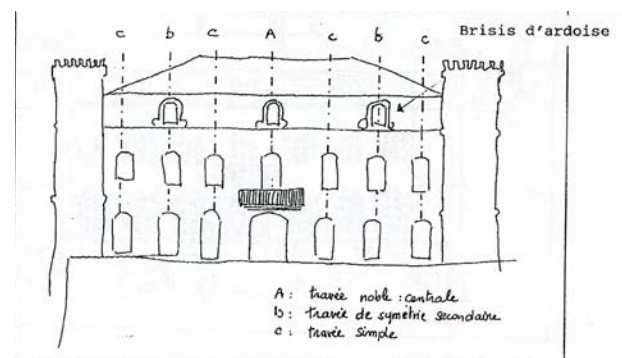 c b c A c b c
Brisis d'ardoise
A : travée noble : centrale
b : travée de symétrie secondaire
c : travée simple